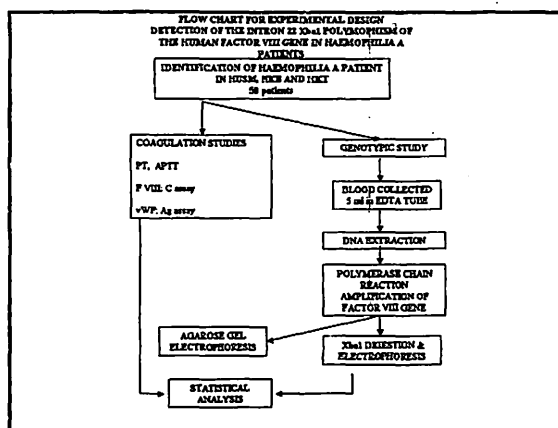 FLOW CHART FOR EXPERIMENTAL DESIGN
DETECTION OF THE INTRON 22 XbaI POLYMOPHISM OF
THE HUMAN FACTOR VIII GENE IN HAEMOPHILIA A
PATIENTS
IDENTIFICATION OF HAEMOPHILIA A PATIENT
IN HUSM, HKB AND HKT
50 patients
COAGULATION STUDIES
PT, APTT
F VIII: C assay
vWF: Ag assay
GENOTYPIC STUDY
BLOOD COLLECTED
5 ml in EDTA TUBE
DNA EXTRACTION
POLYMERASE CHAIN
REACTION
AMPLIFICATION OF
FACTOR VIII GENE
AGAROSE GEL
ELECTROPHORESIS
XbaI DIGESTION &
ELECTROPHORESIS
STATISTICAL
ANALYSIS